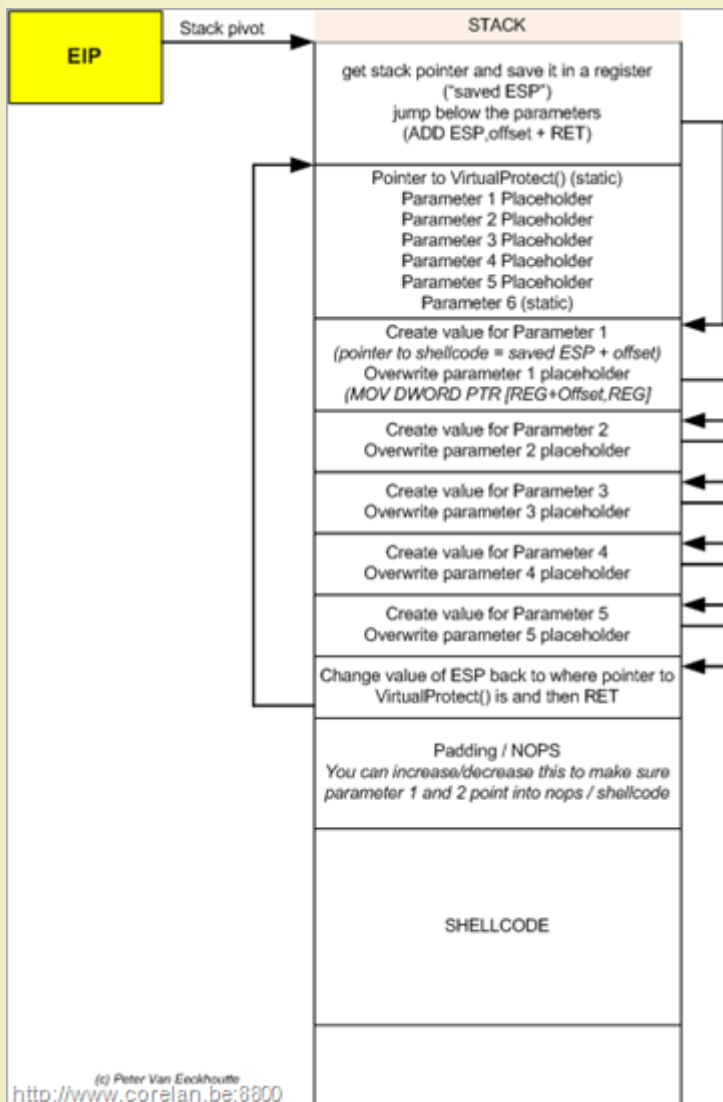 EIP
Stack pivot
STACK
get stack pointer and save it in a register
("saved ESP")
jump below the parameters
(ADD ESP,offset + RET)
Pointer to VirtualProtect() (static)
Parameter 1 Placeholder
Parameter 2 Placeholder
Parameter 3 Placeholder
Parameter 4 Placeholder
Parameter 5 Placeholder
Parameter 6 (static)
Create value for Parameter 1
(pointer to shellcode = saved ESP + offset)
Overwrite parameter 1 placeholder
(MOV DWORD PTR [REG+Offset,REG]
Create value for Parameter 2
Overwrite parameter 2 placeholder
Create value for Parameter 3
Overwrite parameter 3 placeholder
Create value for Parameter 4
Overwrite parameter 4 placeholder
Create value for Parameter 5
Overwrite parameter 5 placeholder
Change value of ESP back to where pointer to
VirtualProtect() is and then RET
Padding / NOPS
You can increase/decrease this to make sure
parameter 1 and 2 point into nops / shellcode
SHELLCODE
(c) Peter Van Eeckhoutte
http://www.corelan.be:8800